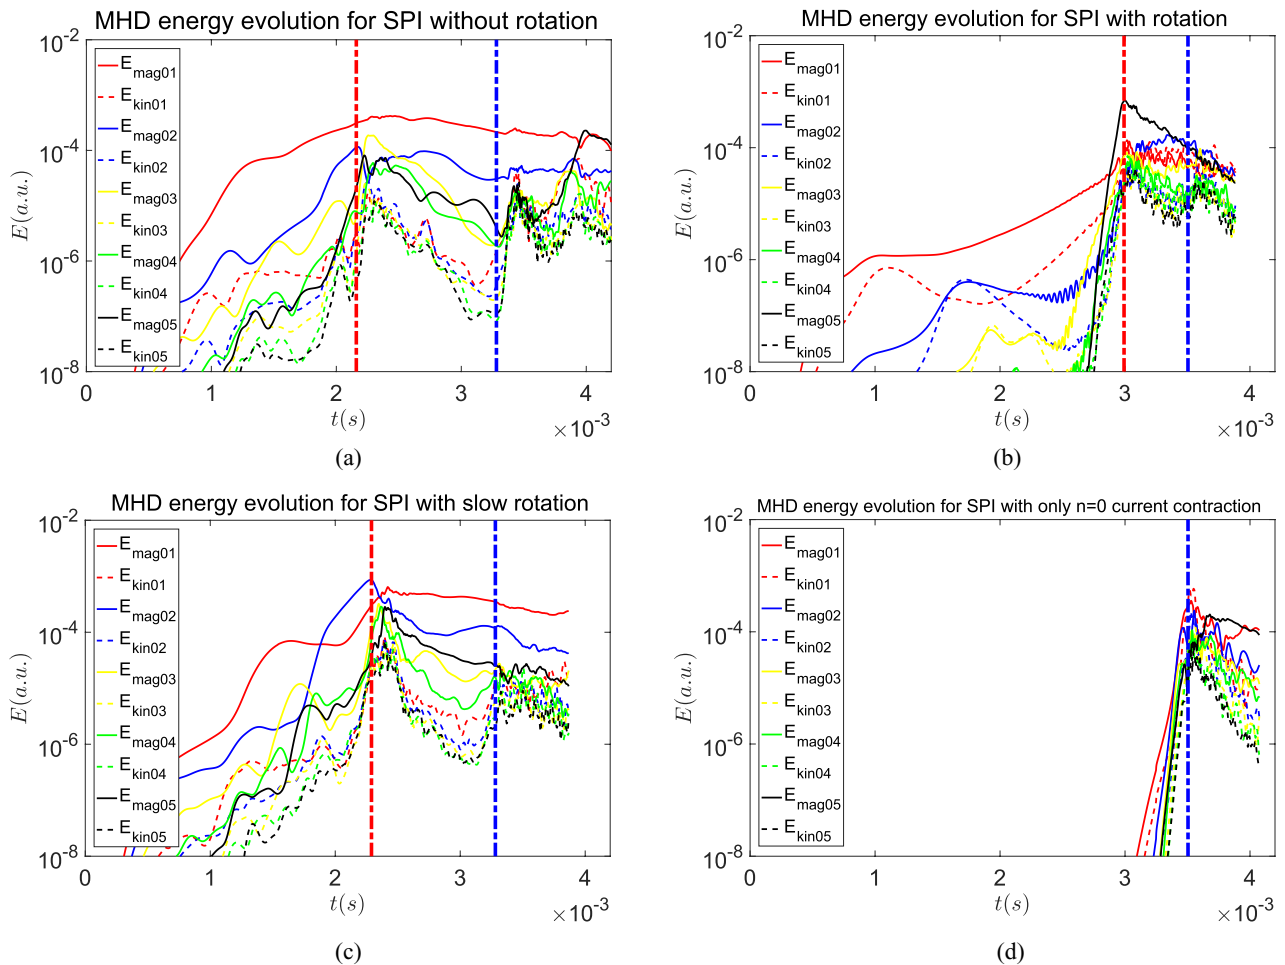 MHD energy evolution for SPI without rotation
10^-2
10^-4
10^-6
10^-8
E(a.u.)
E_mag01
E_kin01
E_mag02
E_kin02
E_mag03
E_kin03
E_mag04
E_kin04
E_mag05
E_kin05
0 1 2 3 4
t(s)
×10^-3
(a)
MHD energy evolution for SPI with rotation
10^-2
10^-4
10^-6
10^-8
E(a.u.)
E_mag01
E_kin01
E_mag02
E_kin02
E_mag03
E_kin03
E_mag04
E_kin04
E_mag05
E_kin05
0 1 2 3 4
t(s)
×10^-3
(b)
MHD energy evolution for SPI with slow rotation
10^-2
10^-4
10^-6
10^-8
E(a.u.)
E_mag01
E_kin01
E_mag02
E_kin02
E_mag03
E_kin03
E_mag04
E_kin04
E_mag05
E_kin05
0 1 2 3 4
t(s)
×10^-3
(c)
MHD energy evolution for SPI with only n=0 current contraction
10^-2
10^-4
10^-6
10^-8
E(a.u.)
E_mag01
E_kin01
E_mag02
E_kin02
E_mag03
E_kin03
E_mag04
E_kin04
E_mag05
E_kin05
0 1 2 3 4
t(s)
×10^-3
(d)